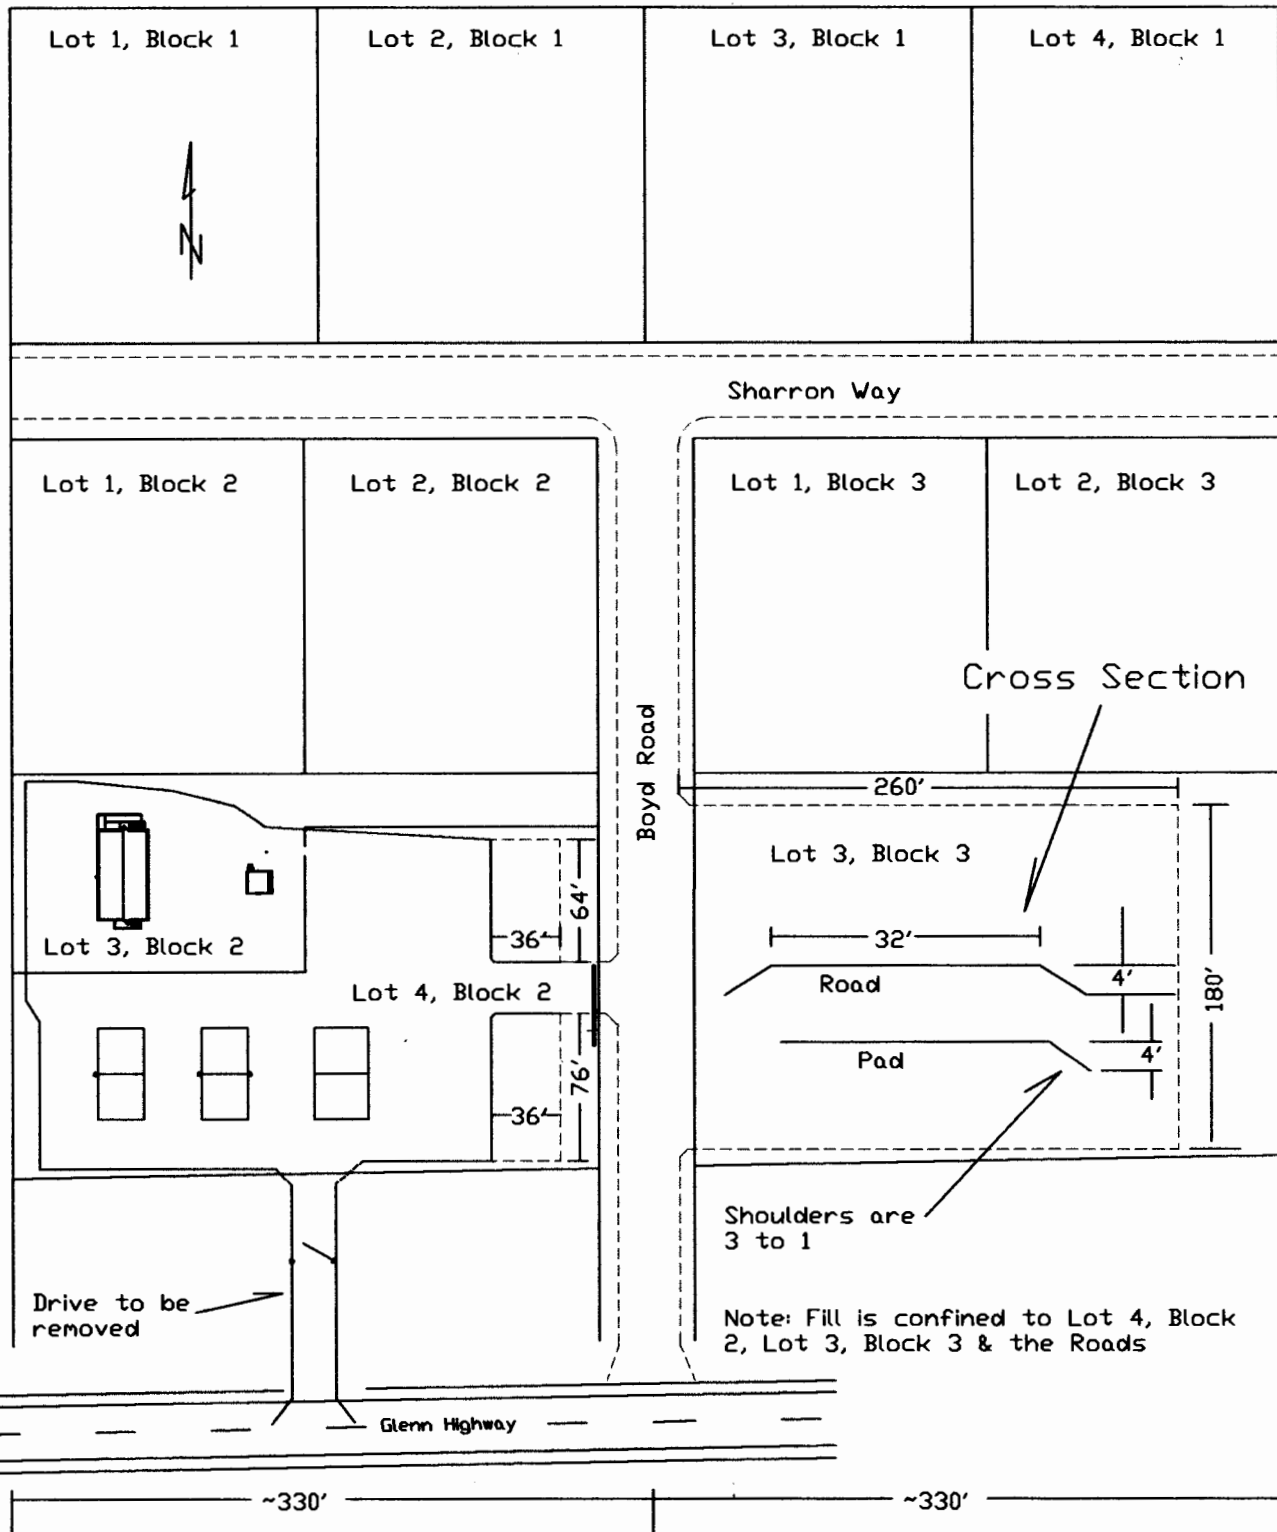 Lot 1, Block 1
Lot 2, Block 1
Lot 3, Block 1
Lot 4, Block 1
N
Sharron Way
Lot 1, Block 2
Lot 2, Block 2
Lot 1, Block 3
Lot 2, Block 3
Cross Section
Boyd Road
260'
Lot 3, Block 3
64'
36'
32'
Lot 3, Block 2
Lot 4, Block 2
Road
4'
180'
Pad
4'
76'
36'
Shoulders are
3 to 1
Drive to be
removed
Note: Fill is confined to Lot 4, Block
2, Lot 3, Block 3 & the Roads
Glenn Highway
~330'
~330'